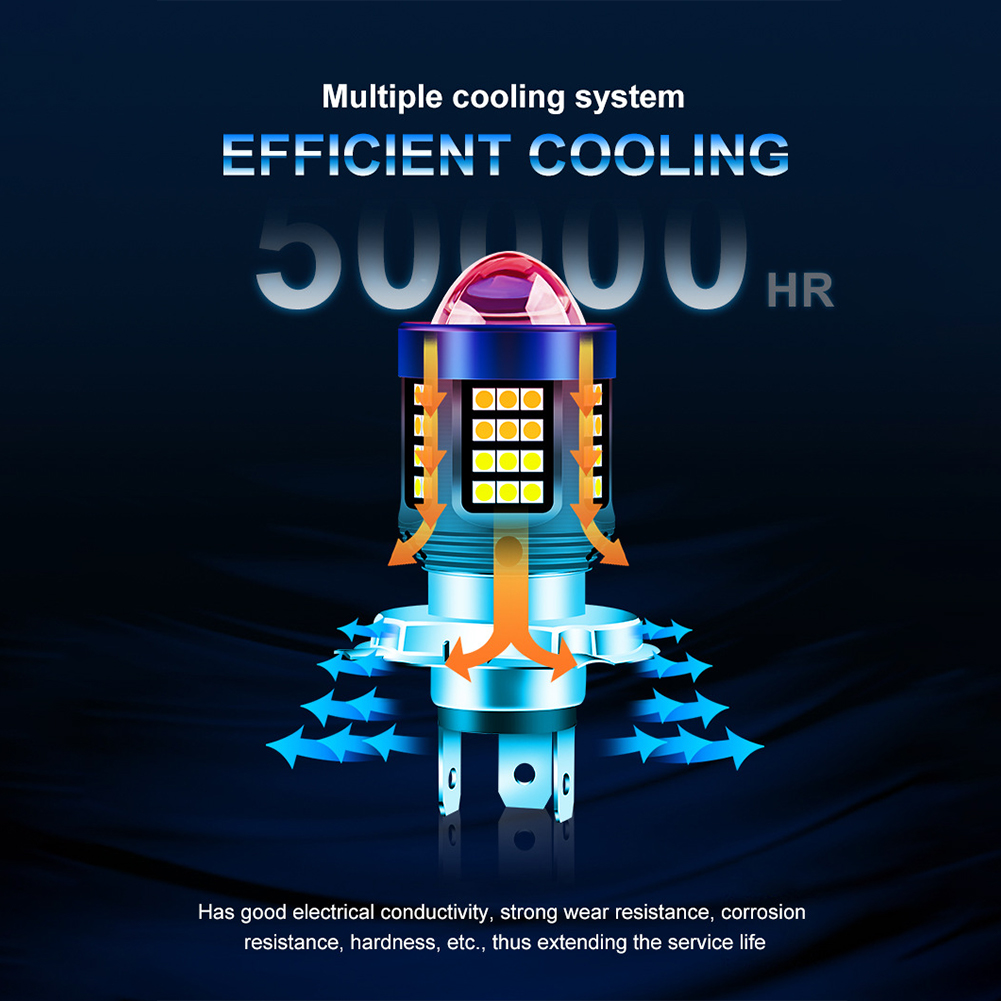 Multiple cooling system
EFFICIENT COOLING
50000 HR
Has good electrical conductivity, strong wear resistance, corrosion
resistance, hardness, etc., thus extending the service life